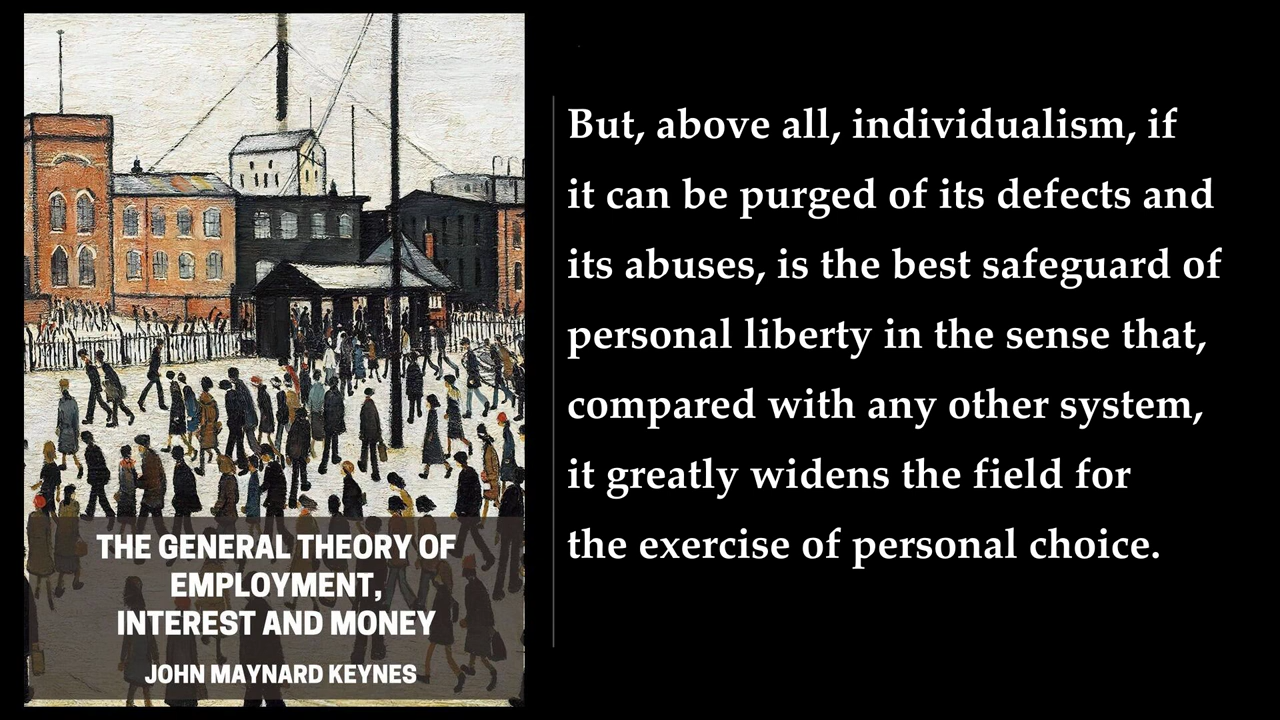 THE GENERAL THEORY OF
EMPLOYMENT,
INTEREST AND MONEY
JOHN MAYNARD KEYNES
But, above all, individualism, if
it can be purged of its defects and
its abuses, is the best safeguard of
personal liberty in the sense that,
compared with any other system,
it greatly widens the field for
the exercise of personal choice.